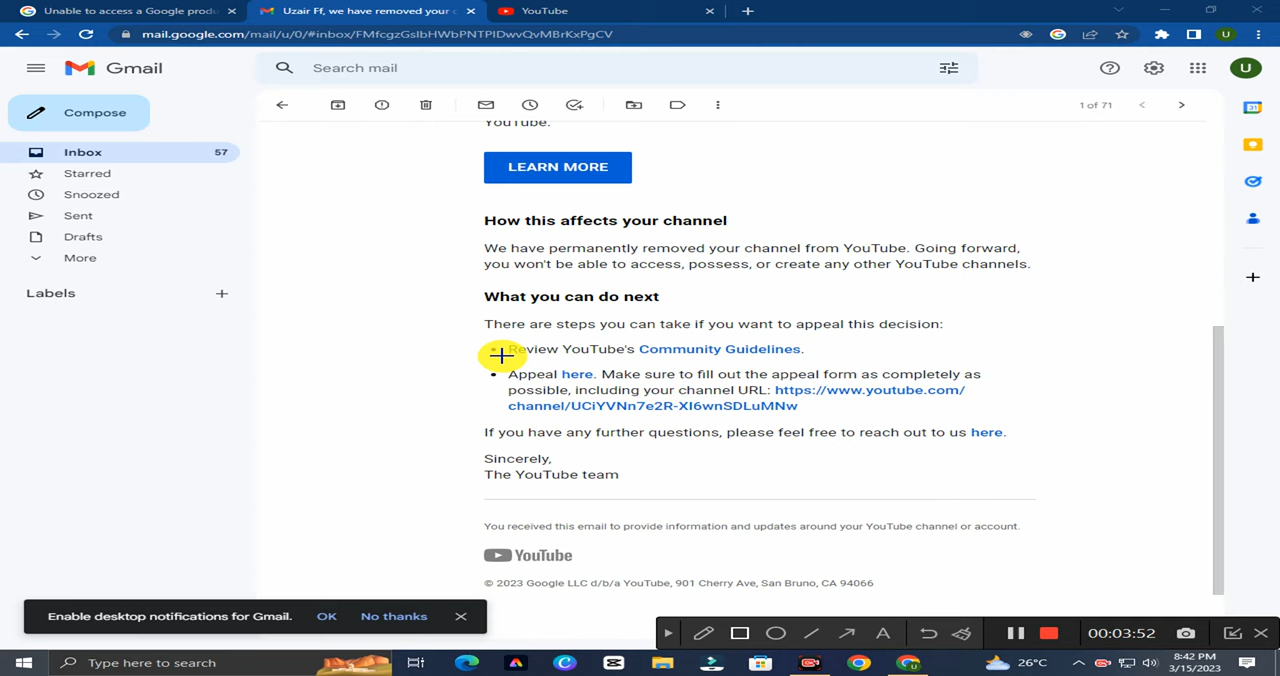 Unable to access a Google produ
Uzair Ff, we have removed your c
YouTube
mail.google.com/mail/u/0/#inbox/FMfcgzGslbHWbPNTPlDwvQvMBrKxPgCV
U
Gmail
Search mail
U
Compose
1 of 71
31
Inbox 57
Starred
Snoozed
Sent
Drafts
More
Labels
YouTube.
LEARN MORE
How this affects your channel
We have permanently removed your channel from YouTube. Going forward,
you won't be able to access, possess, or create any other YouTube channels.
What you can do next
There are steps you can take if you want to appeal this decision:
• Review YouTube's Community Guidelines.
• Appeal here. Make sure to fill out the appeal form as completely as
possible, including your channel URL: https://www.youtube.com/
channel/UCiYVNn7e2R-XI6wnSDLuMNw
If you have any further questions, please feel free to reach out to us here.
Sincerely,
The YouTube team
You received this email to provide information and updates around your YouTube channel or account.
YouTube
© 2023 Google LLC d/b/a YouTube, 901 Cherry Ave, San Bruno, CA 94066
Enable desktop notifications for Gmail. OK No thanks
A
00:03:52
Type here to search
26°C
8:42 PM
3/15/2023